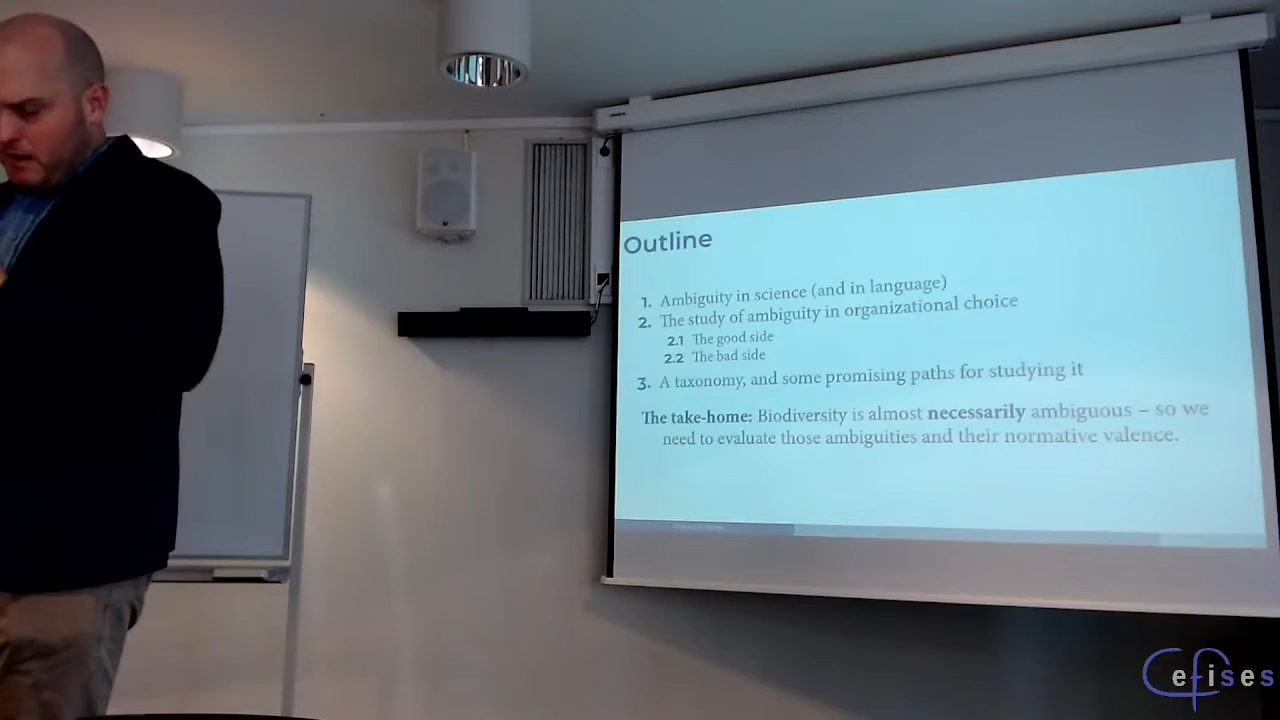 Outline
1. Ambiguity in science (and in language)
2. The study of ambiguity in organizational choice
2.1 The good side
2.2 The bad side
3. A taxonomy, and some promising paths for studying it
The take-home: Biodiversity is almost necessarily ambiguous – so we
need to evaluate those ambiguities and their normative valence.
Cefises